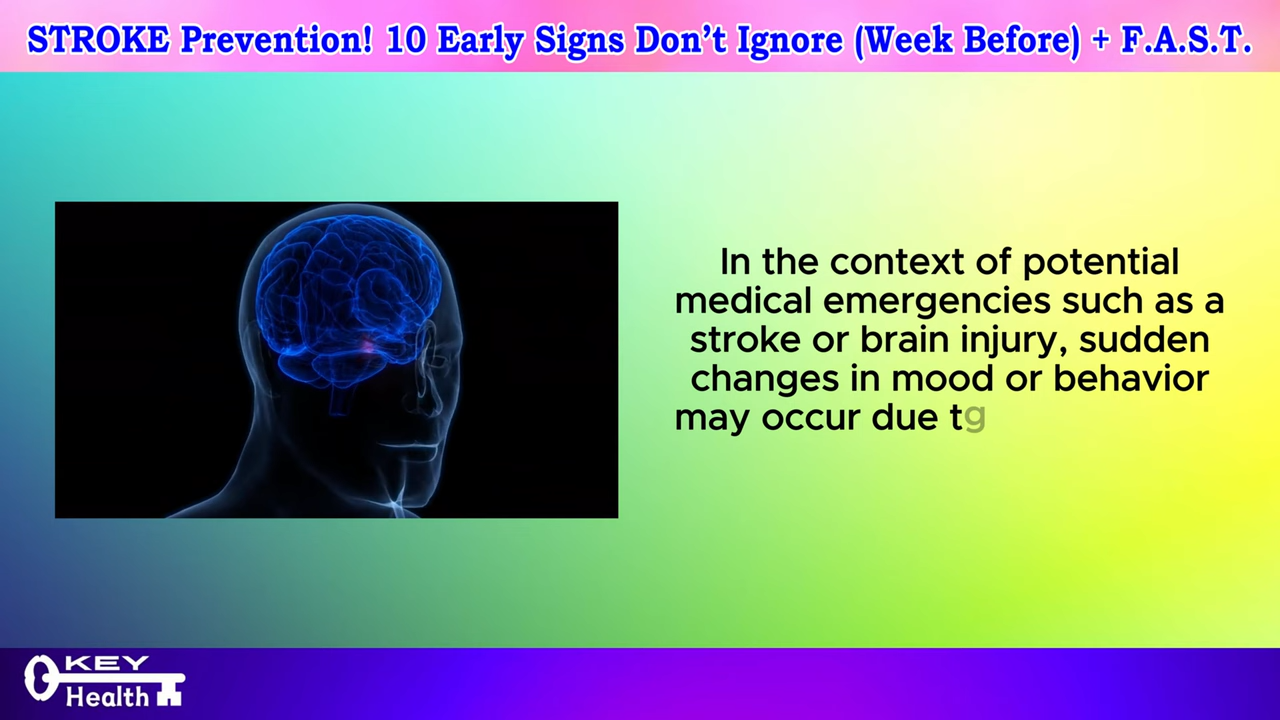 STROKE Prevention! 10 Early Signs Don’t Ignore (Week Before) + F.A.S.T.
In the context of potential
medical emergencies such as a
stroke or brain injury, sudden
changes in mood or behavior
may occur due tg
KEY
Health